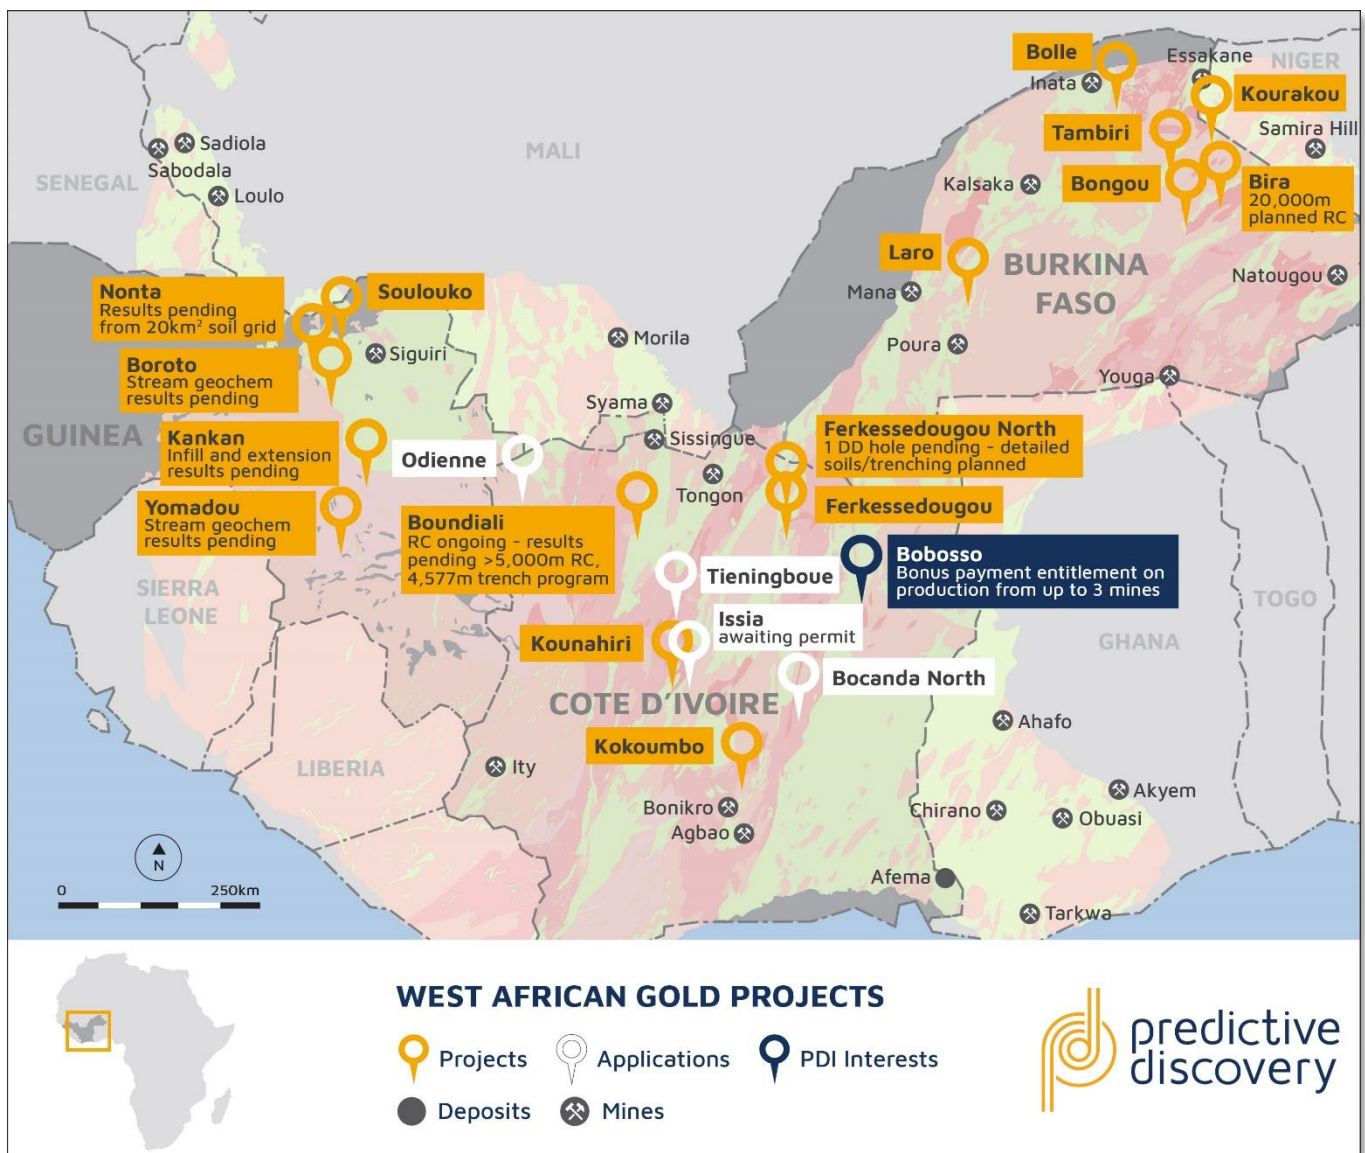 Bolle
Essakane
NIGER
Inata
Kourakou
Tambiri
Samira Hill
Sadiola
Sabodala
MALI
SENEGAL
Loulo
Kalsaka
Bongou
Bira
20,000m
planned RC
Laro
BURKINA
FASO
Natougou
Mana
Nonta
Results pending
from 20km² soil grid
Soulouko
Siguiri
Morila
Poura
Boroto
Stream geochem
results pending
Youga
Syama
GUINEA
Kankan
Infill and extension
results pending
Odienne
Sissingue
Tongon
Ferkessedougou North
1 DD hole pending - detailed
soils/trenching planned
Ferkessedougou
Yomadou
Stream geochem
results pending
Boundiali
RC ongoing - results
pending >5,000m RC,
4,577m trench program
Bobosso
Bonus payment entitlement on
production from up to 3 mines
Tieningboue
SIERRA
LEONE
TOGO
Issia
awaiting permit
Kounahiri
GHANA
Bocanda North
COTE D'IVOIRE
Ahafo
Kokoumbo
LIBERIA
Ity
Akyem
Bonikro
Agbao
Chirano
Obuasi
N
Afema
0 250km
Tarkwa
WEST AFRICAN GOLD PROJECTS
Projects Applications PDI Interests
Deposits Mines
predictive
discovery